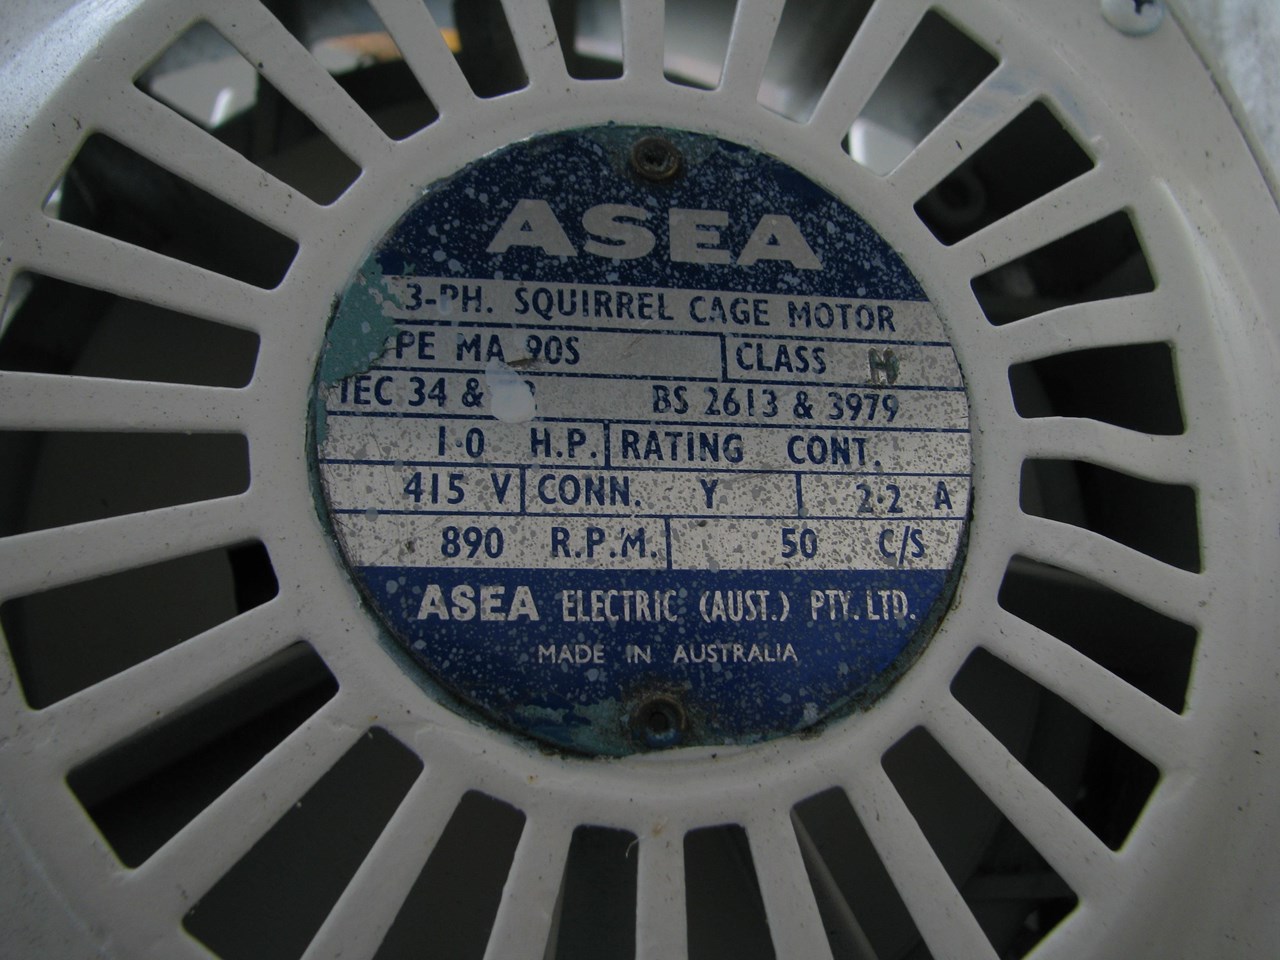 ASEA
3-PH. SQUIRREL CAGE MOTOR
PE MA 90S CLASS H
IEC 34 & BS 2613 & 3979
1·0 H.P. RATING CONT.
415 V CONN. Y 2·2 A
890 R.P.M. 50 C/S
ASEA ELECTRIC (AUST.) PTY. LTD.
MADE IN AUSTRALIA